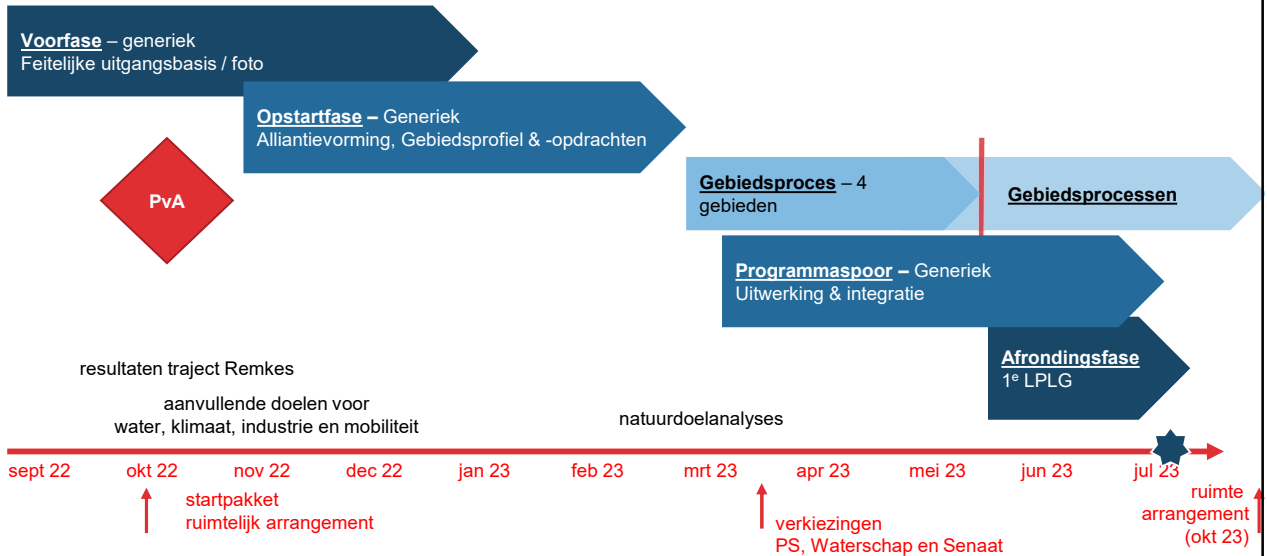 Voorfase – generiek
Feitelijke uitgangsbasis / foto
Opstartfase – Generiek
Alliantievorming, Gebiedsprofiel & -opdrachten
PvA
Gebiedsproces – 4
gebieden
Gebiedsprocessen
Programmaspoor – Generiek
Uitwerking & integratie
Afrondingsfase
1e LPLG
resultaten traject Remkes
aanvullende doelen voor
water, klimaat, industrie en mobiliteit
natuurdoelanalyses
sept 22 okt 22 nov 22 dec 22 jan 23 feb 23 mrt 23 apr 23 mei 23 jun 23 jul 23
startpakket
ruimtelijk arrangement
verkiezingen
PS, Waterschap en Senaat
ruimte
arrangement
(okt 23)